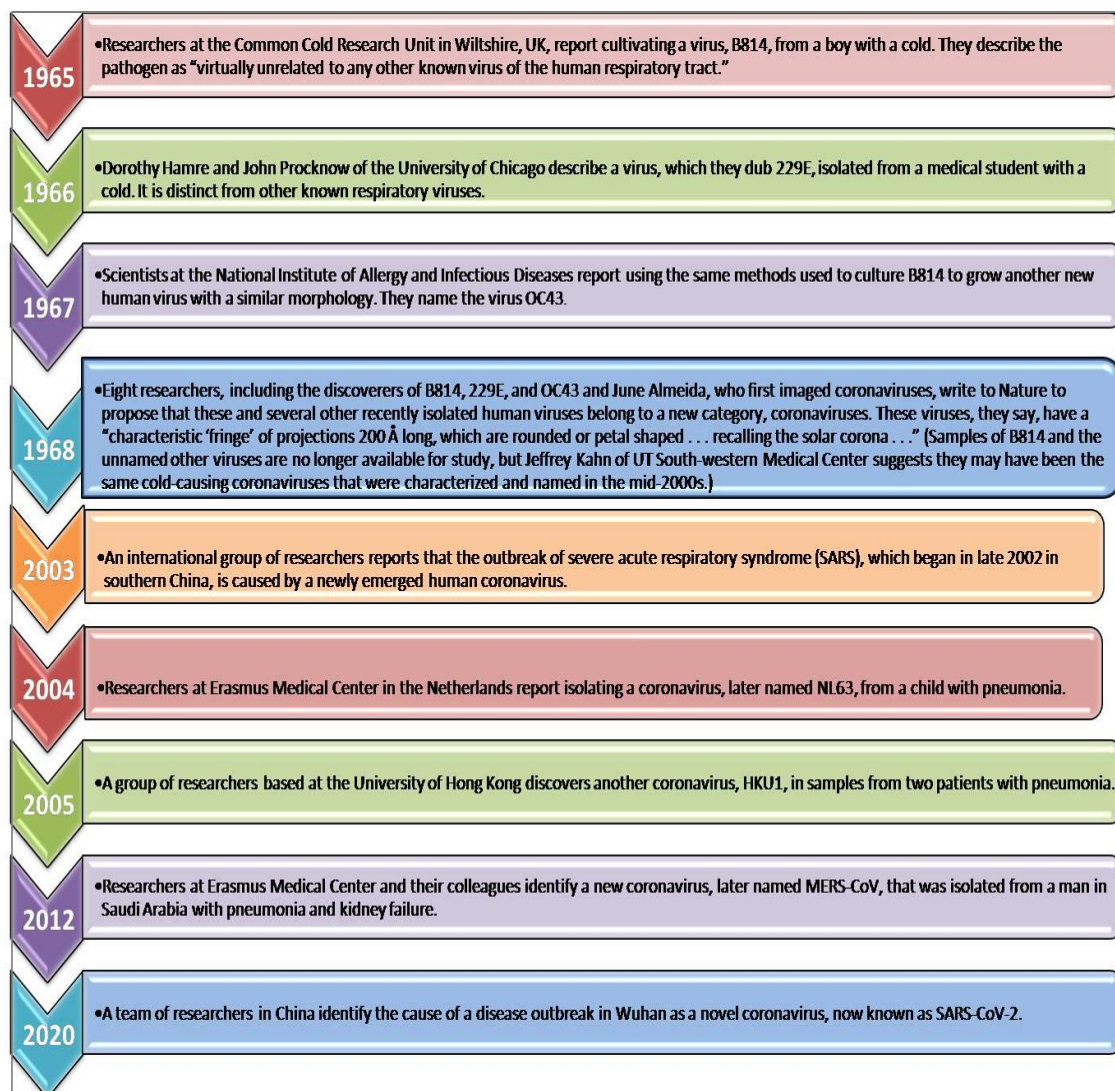 1965
•Researchers at the Common Cold Research Unit in Wiltshire, UK, report cultivating a virus, B814, from a boy with a cold. They describe the
pathogen as “virtually unrelated to any other known virus of the human respiratory tract.”
1966
•Dorothy Hamre and John Procknow of the University of Chicago describe a virus, which they dub 229E, isolated from a medical student with a
cold. It is distinct from other known respiratory viruses.
1967
•Scientists at the National Institute of Allergy and Infectious Diseases report using the same methods used to culture B814 to grow another new
human virus with a similar morphology. They name the virus OC43.
1968
•Eight researchers, including the discoverers of B814, 229E, and OC43 and June Almeida, who first imaged coronaviruses, write to Nature to
propose that these and several other recently isolated human viruses belong to a new category, coronaviruses. These viruses, they say, have a
“characteristic ‘fringe’ of projections 200 Å long, which are rounded or petal shaped . . . recalling the solar corona . . .” (Samples of B814 and the
unnamed other viruses are no longer available for study, but Jeffrey Kahn of UT South-western Medical Center suggests they may have been the
same cold-causing coronaviruses that were characterized and named in the mid-2000s.)
2003
•An international group of researchers reports that the outbreak of severe acute respiratory syndrome (SARS), which began in late 2002 in
southern China, is caused by a newly emerged human coronavirus.
2004
•Researchers at Erasmus Medical Center in the Netherlands report isolating a coronavirus, later named NL63, from a child with pneumonia.
2005
•A group of researchers based at the University of Hong Kong discovers another coronavirus, HKU1, in samples from two patients with pneumonia.
2012
•Researchers at Erasmus Medical Center and their colleagues identify a new coronavirus, later named MERS-CoV, that was isolated from a man in
Saudi Arabia with pneumonia and kidney failure.
2020
•A team of researchers in China identify the cause of a disease outbreak in Wuhan as a novel coronavirus, now known as SARS-CoV-2.